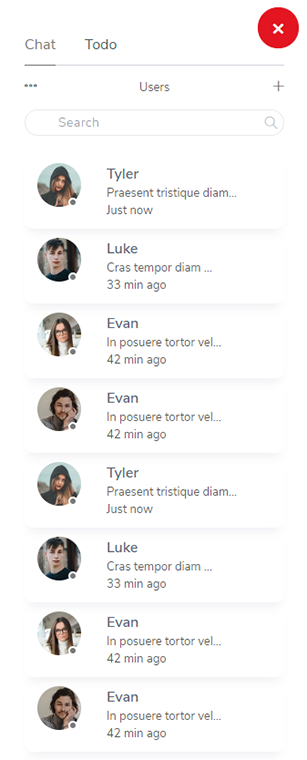 Chat Todo
Users
Search
Tyler
Praesent tristique diam...
Just now
Luke
Cras tempor diam ...
33 min ago
Evan
In posuere tortor vel...
42 min ago
Evan
In posuere tortor vel...
42 min ago
Tyler
Praesent tristique diam...
Just now
Luke
Cras tempor diam ...
33 min ago
Evan
In posuere tortor vel...
42 min ago
Evan
In posuere tortor vel...
42 min ago